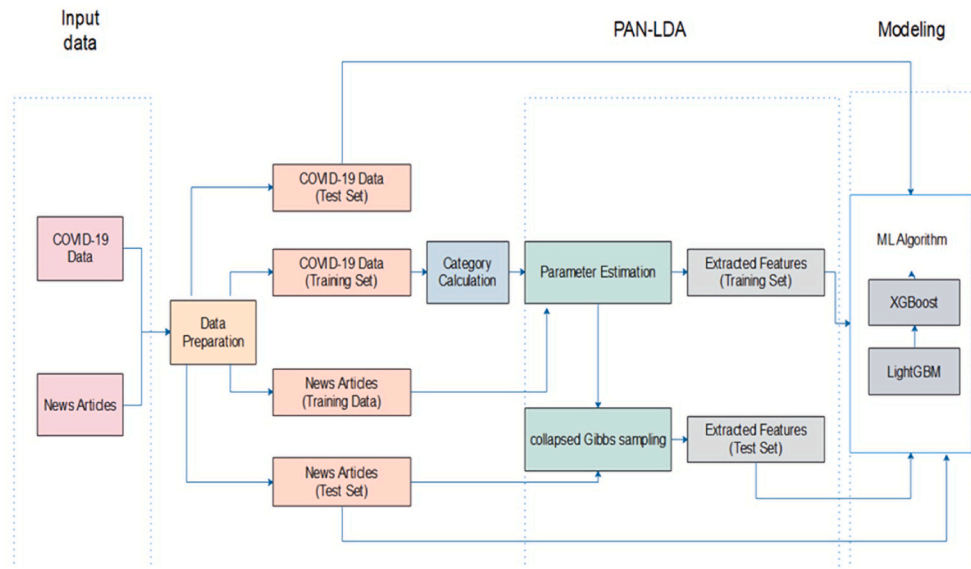 Input
data
PAN-LDA
Modeling
COVID-19 Data
(Test Set)
COVID-19
Data
COVID-19 Data
(Training Set)
Category
Calculation
Parameter Estimation
Extracted Features
(Training Set)
ML Algorithm
XGBoost
Data
Preparation
LightGBM
News Articles
News Articles
(Training Data)
collapsed Gibbs sampling
Extracted Features
(Test Set)
News Articles
(Test Set)